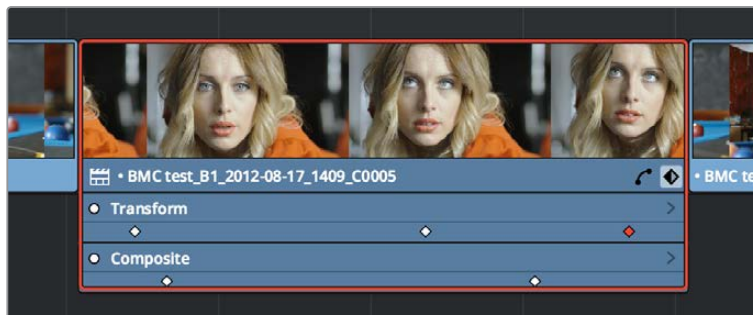 • BMC test_B1_2012-08-17_1409_C0005
• BMC te
Transform
Composite